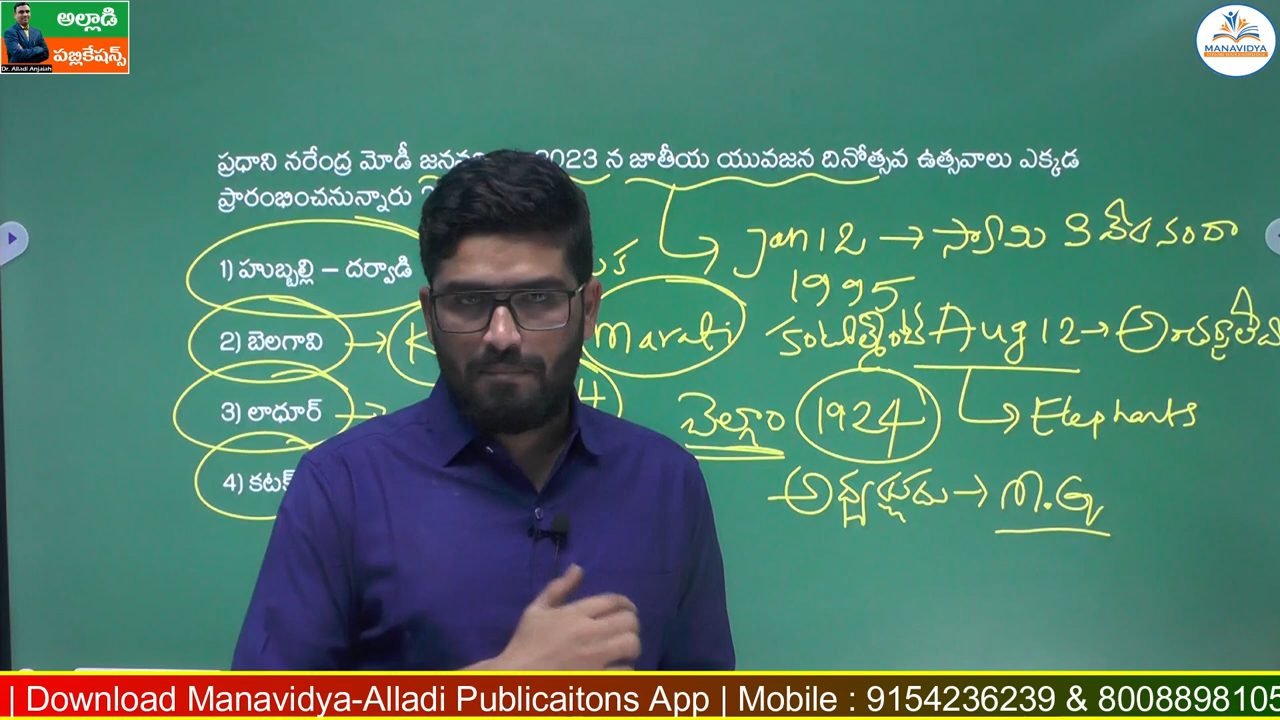 అల్లాడి
పబ్లికేషన్స్
Dr. Alladi Anjaiah
MANAVIDYA
ప్రధాని నరేంద్ర మోడీ 2023 న జాతీయ యువజన దినోత్సవ ఉత్సవాలు ఎక్కడ
ప్రారంభించనున్నారు
1) హుబ్బల్లి – దర్వాడి
Jan 12 → స్వామి
1995
2) బెలగావి → Marati
Aug 12 →
3) లాథూర్ →
బెల్గాం 1924 → Elephants
4) కటక్
అధ్యక్షుడు → M.G
| Download Manavidya-Alladi Publicaitons App | Mobile : 9154236239 & 8008898105